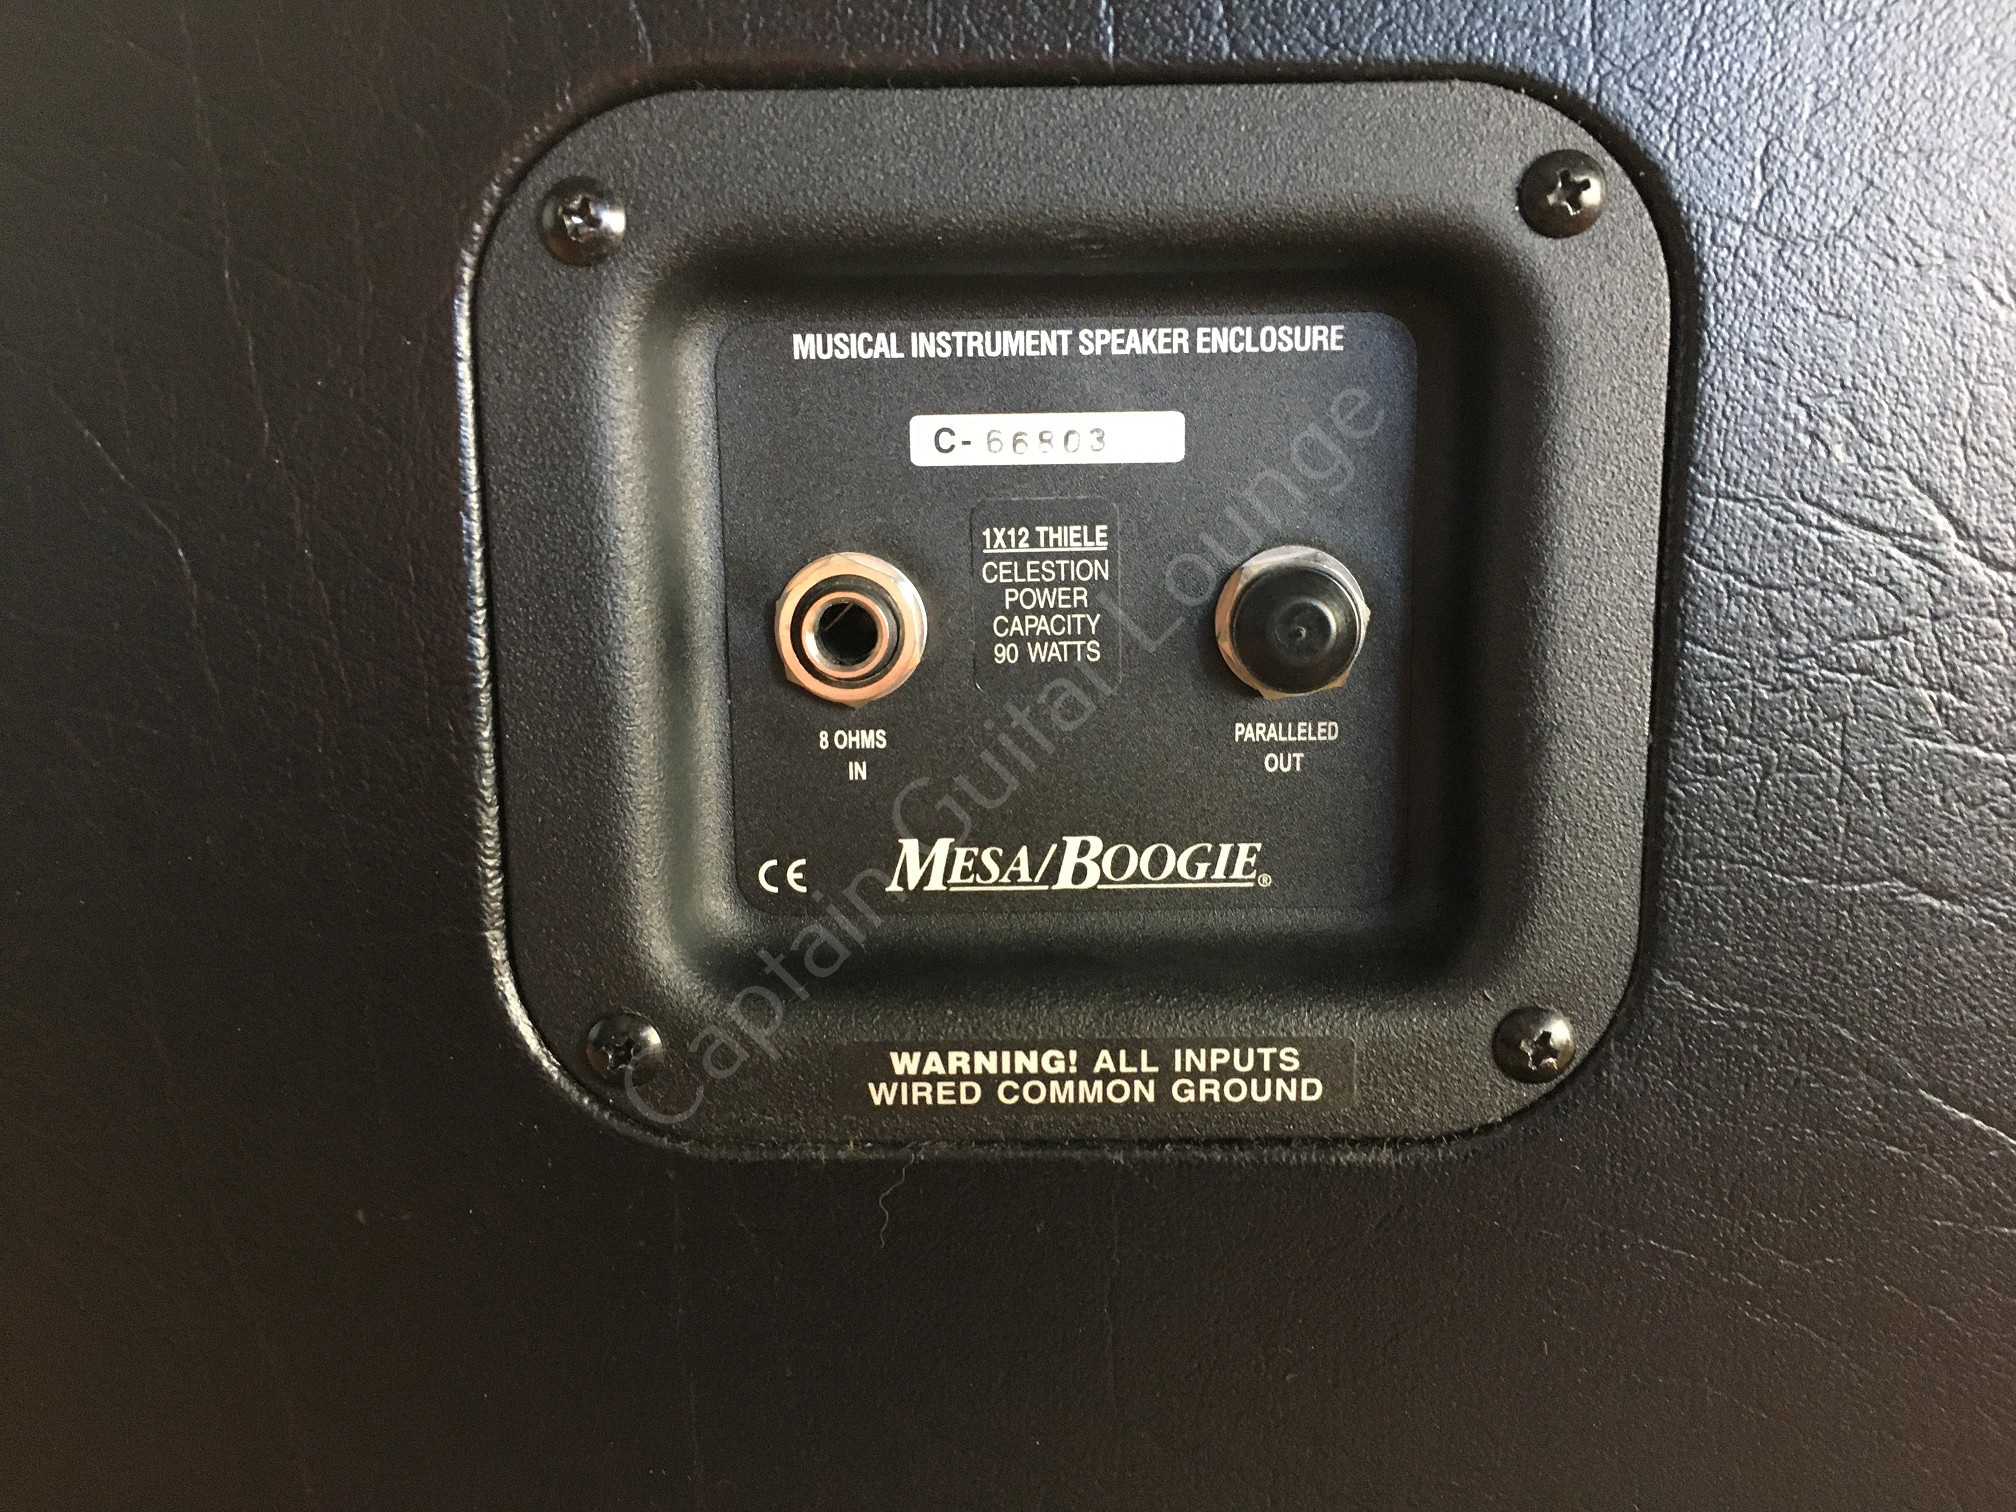 MUSICAL INSTRUMENT SPEAKER ENCLOSURE
C-66803
1X12 THIELE
CELESTION
POWER
CAPACITY
90 WATTS
8 OHMS
IN
PARALLELED
OUT
CE
MESA/BOOGIE®
WARNING! ALL INPUTS
WIRED COMMON GROUND
Captain Guitar Lounge